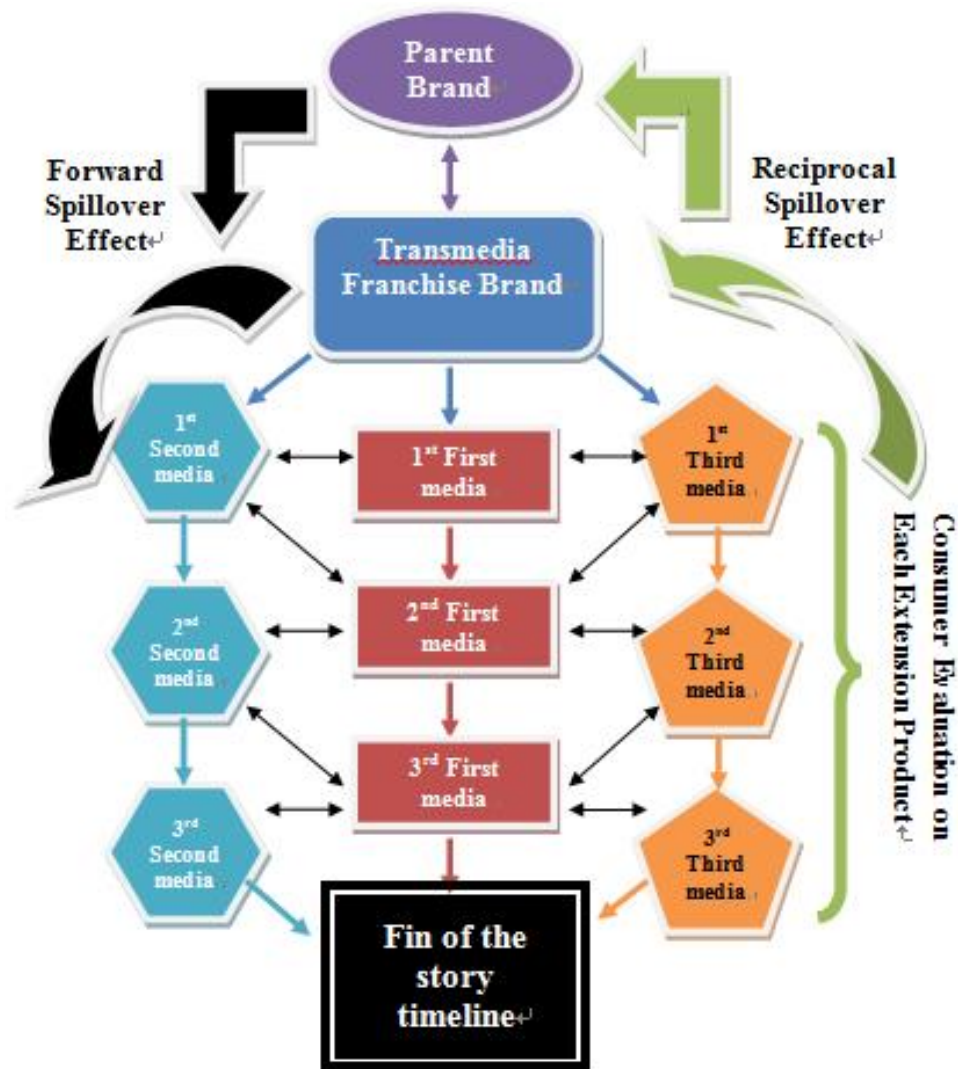 Parent
Brand
Forward
Spillover
Effect
Reciprocal
Spillover
Effect
Transmedia
Franchise Brand
1st
Second
media
1st First
media
1st
Third
media
2nd
Second
media
2nd First
media
2nd
Third
media
3rd
Second
media
3rd First
media
3rd
Third
media
Consumer Evaluation on
Each Extension Product
Fin of the
story
timeline